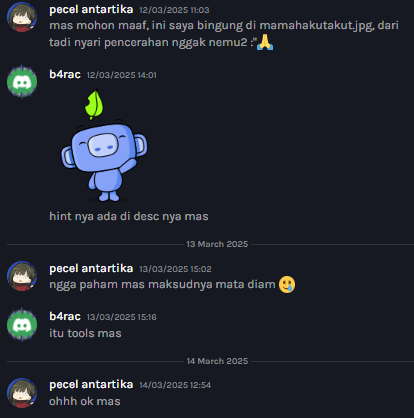 pecel antartika 12/03/2025 11:03
mas mohon maaf, ini saya bingung di mamahakutakut.jpg, dari
tadi nyari pencerahan nggak nemu2 :"🙏
b4rac 12/03/2025 14:01
hint nya ada di desc nya mas
13 March 2025
pecel antartika 13/03/2025 15:02
ngga paham mas maksudnya mata diam 🥲
b4rac 13/03/2025 15:16
itu tools mas
14 March 2025
pecel antartika 14/03/2025 12:54
ohhh ok mas